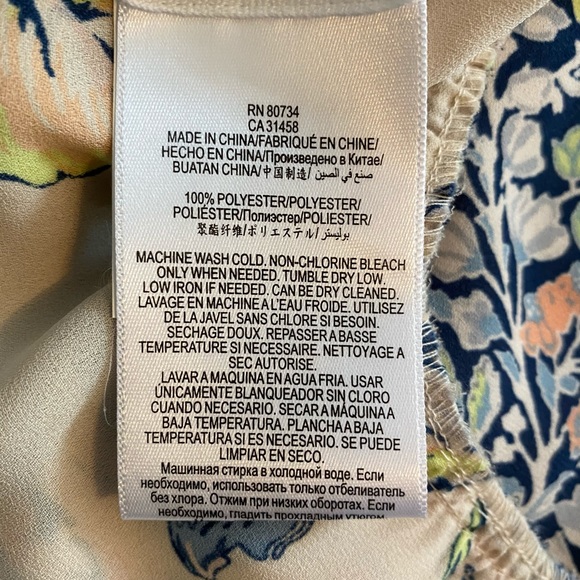 RN 80734
CA 31458
MADE IN CHINA/FABRIQUÉ EN CHINE/
HECHO EN CHINA/Произведено в Китае/
BUATAN CHINA/中国制造/ صنع في الصين/
100% POLYESTER/POLYESTER/
POLIÉSTER/Полиэстер/POLIESTER/
聚酯纤维/ポリエステル/ بوليستر
MACHINE WASH COLD. NON-CHLORINE BLEACH
ONLY WHEN NEEDED. TUMBLE DRY LOW.
LOW IRON IF NEEDED. CAN BE DRY CLEANED.
LAVAGE EN MACHINE A L'EAU FROIDE. UTILISEZ
DE LA JAVEL SANS CHLORE SI BESOIN.
SECHAGE DOUX. REPASSER A BASSE
TEMPERATURE SI NECESSAIRE. NETTOYAGE A
SEC AUTORISE.
LAVAR A MAQUINA EN AGUA FRIA. USAR
ÚNICAMENTE BLANQUEADOR SIN CLORO
CUANDO NECESARIO. SECAR A MÁQUINA A
BAJA TEMPERATURA. PLANCHA A BAJA
TEMPERATURA SI ES NECESARIO. SE PUEDE
LIMPIAR EN SECO.
Машинная стирка в холодной воде. Если
необходимо, использовать только отбеливатель
без хлора. Отжим при низких оборотах. Если
необходимо, гладить прохладным утюгом